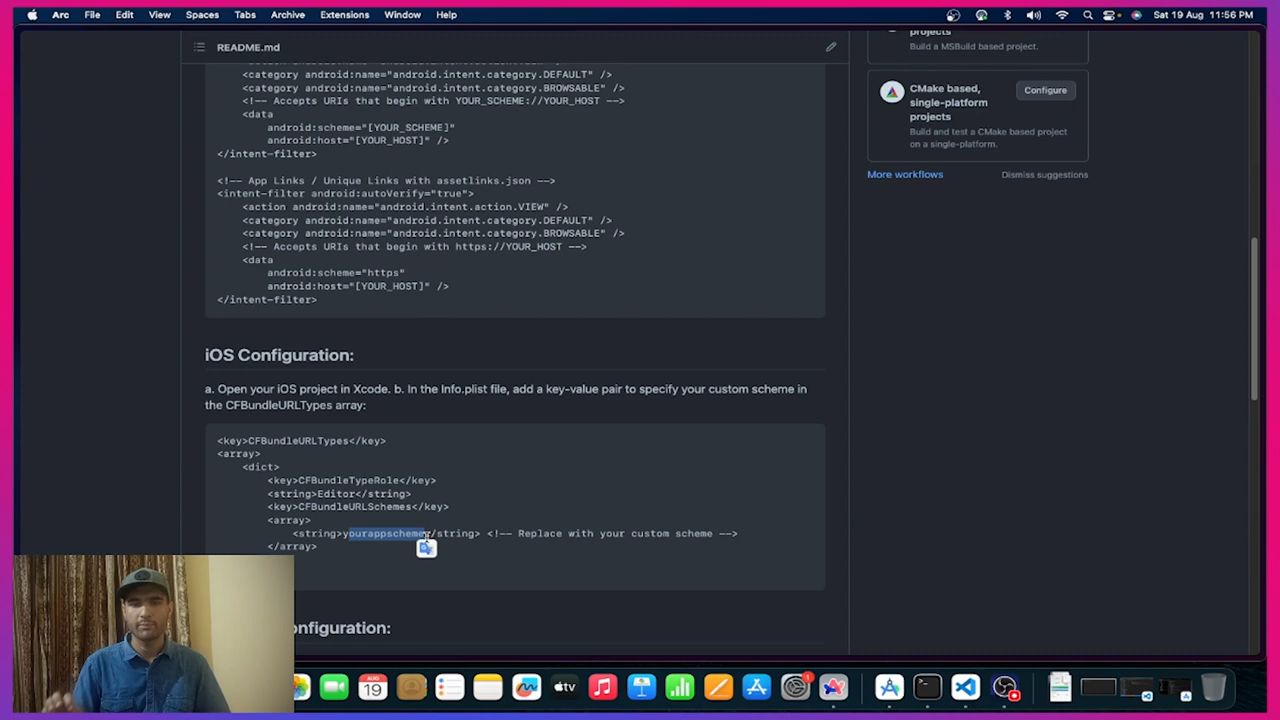 Arc File Edit View Spaces Tabs Archive Extensions Window Help Sat 19 Aug 11:56 PM
README.md
<category android:name="android.intent.category.DEFAULT" />
<category android:name="android.intent.category.BROWSABLE" />
<!-- Accepts URIs that begin with YOUR_SCHEME://YOUR_HOST -->
<data
android:scheme="[YOUR_SCHEME]"
android:host="[YOUR_HOST]" />
</intent-filter>
<!-- App Links / Unique Links with assetlinks.json -->
<intent-filter android:autoVerify="true">
<action android:name="android.intent.action.VIEW" />
<category android:name="android.intent.category.DEFAULT" />
<category android:name="android.intent.category.BROWSABLE" />
<!-- Accepts URIs that begin with https://YOUR_HOST -->
<data
android:scheme="https"
android:host="[YOUR_HOST]" />
</intent-filter>
iOS Configuration:
a. Open your iOS project in Xcode. b. In the Info.plist file, add a key-value pair to specify your custom scheme in
the CFBundleURLTypes array:
<key>CFBundleURLTypes</key>
<array>
<dict>
<key>CFBundleTypeRole</key>
<string>Editor</string>
<key>CFBundleURLSchemes</key>
<array>
<string>yourappscheme</string> <!-- Replace with your custom scheme -->
</array>
onfiguration:
projects
Build a MSBuild based project.
CMake based,
single-platform
projects
Configure
Build and test a CMake based project
on a single-platform.
More workflows Dismiss suggestions
AUG
19
tv
1